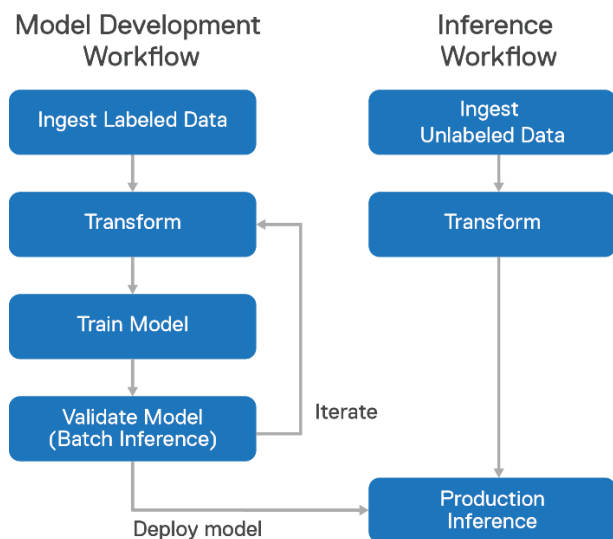 Model Development
Workflow
Ingest Labeled Data
Transform
Train Model
Validate Model
(Batch Inference)
Iterate
Deploy model
Inference
Workflow
Ingest
Unlabeled Data
Transform
Production
Inference